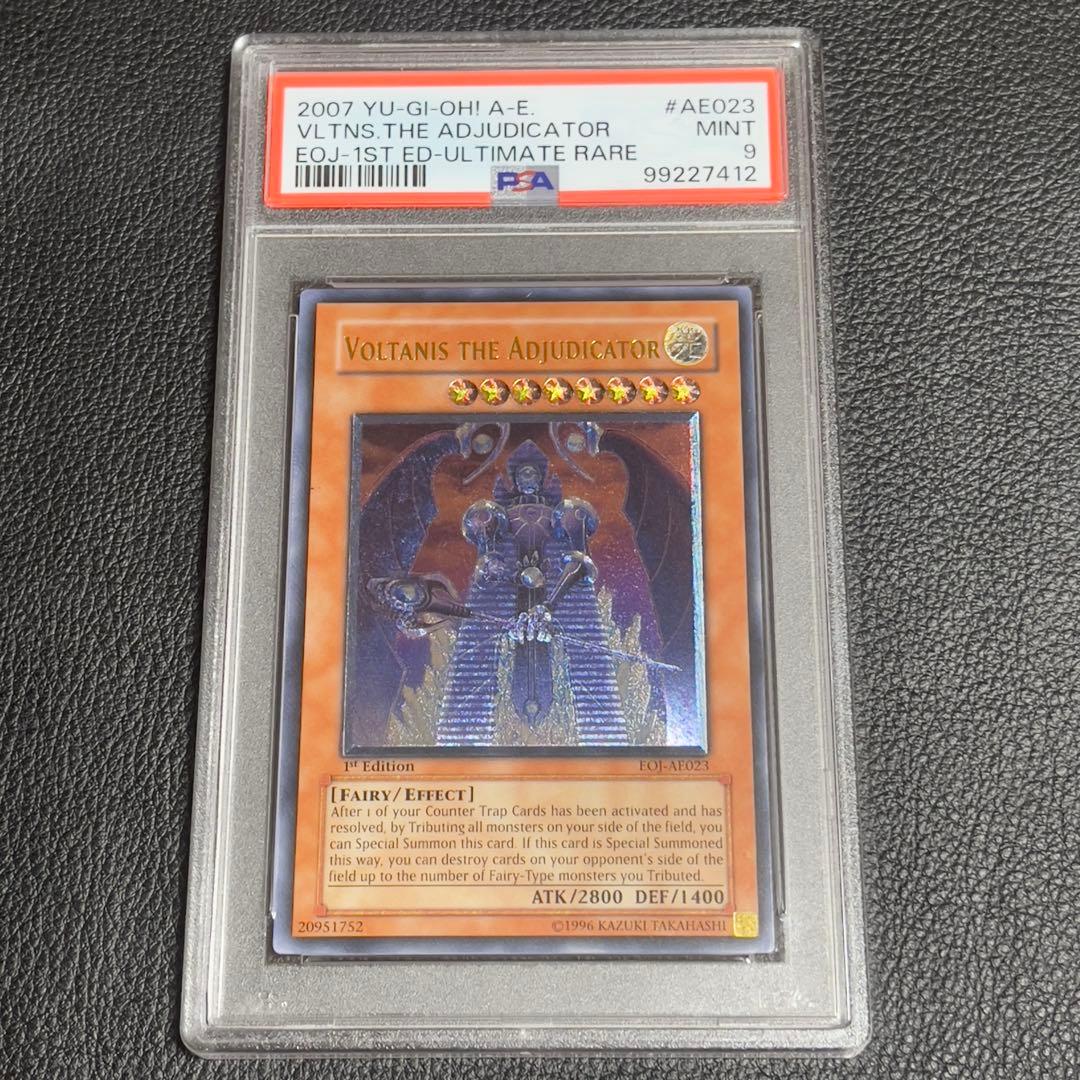 2007 YU-GI-OH! A-E. #AE023
VLTNS.THE ADJUDICATOR MINT
EOJ-1ST ED-ULTIMATE RARE 9
PSA 99227412
VOLTANIS THE ADJUDICATOR 光
1st Edition EOJ-AE023
[FAIRY/EFFECT]
After 1 of your Counter Trap Cards has been activated and has
resolved, by Tributing all monsters on your side of the field, you
can Special Summon this card. If this card is Special Summoned
this way, you can destroy cards on your opponent's side of the
field up to the number of Fairy-Type monsters you Tributed.
ATK/2800 DEF/1400
20951752 ©1996 KAZUKI TAKAHASHI